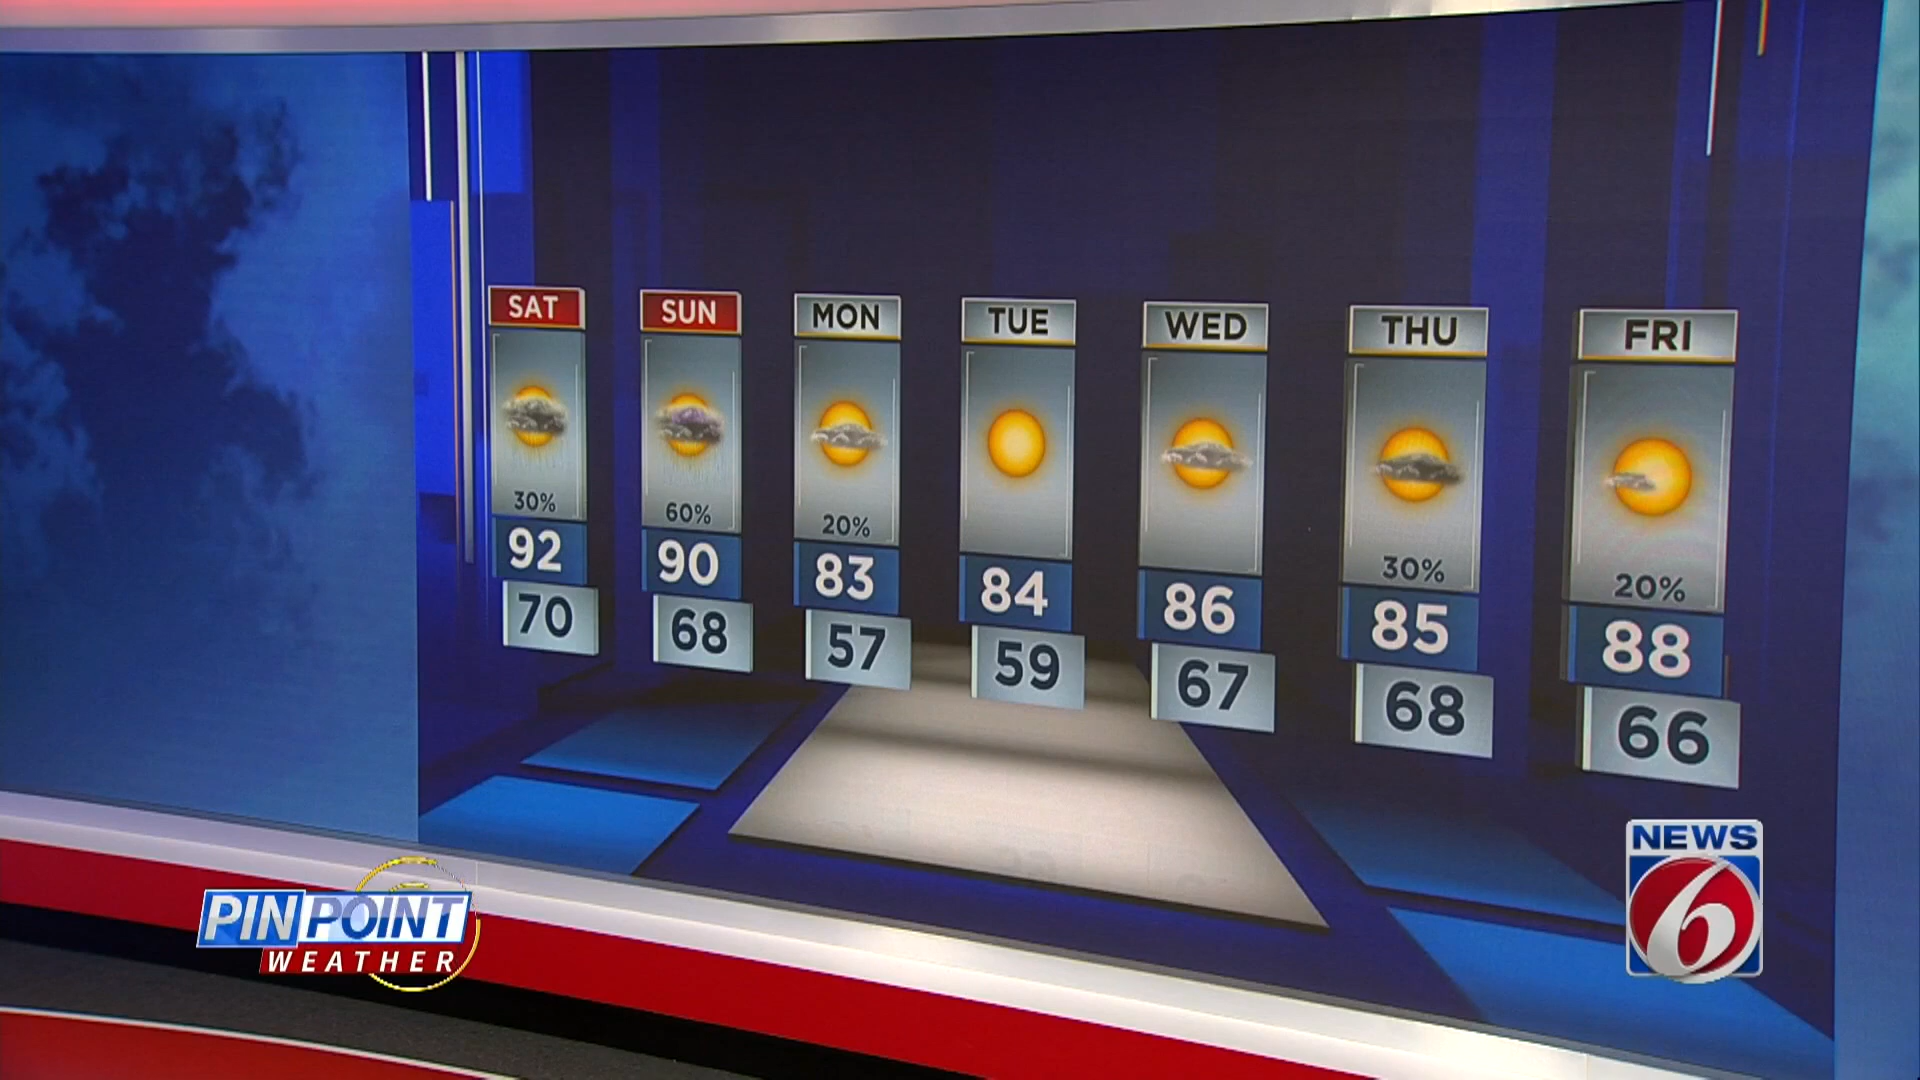 SAT SUN MON TUE WED THU FRI
30% 60% 20% 30% 20%
92 90 83 84 86 85 88
70 68 57 59 67 68 66
NEWS
6
PINPOINT
WEATHER